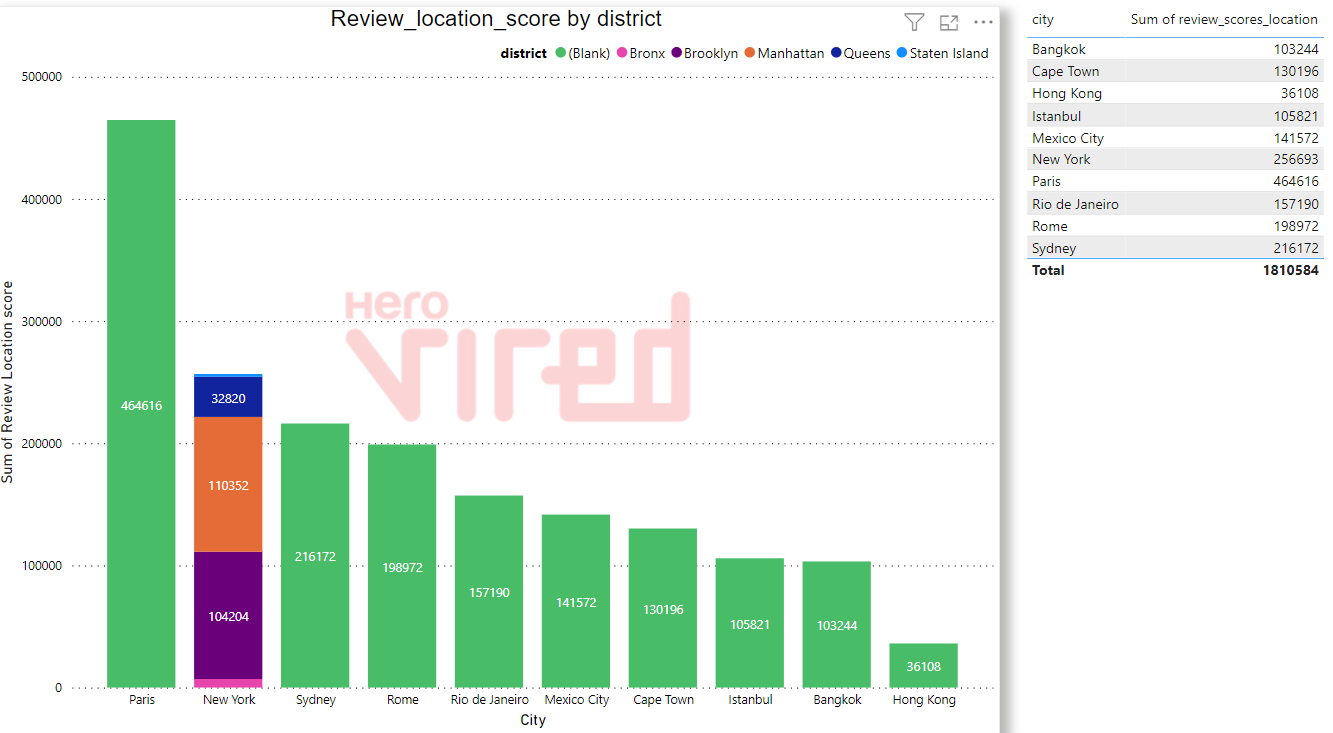 Review_location_score by district
district (Blank) Bronx Brooklyn Manhattan Queens Staten Island
500000
400000
300000
200000
100000
0
Sum of Review Location score
464616
32820
110352
104204
216172
198972
157190
141572
130196
105821
103244
36108
Paris New York Sydney Rome Rio de Janeiro Mexico City Cape Town Istanbul Bangkok Hong Kong
City
Hero
vired
city Sum of review_scores_location
Bangkok 103244
Cape Town 130196
Hong Kong 36108
Istanbul 105821
Mexico City 141572
New York 256693
Paris 464616
Rio de Janeiro 157190
Rome 198972
Sydney 216172
Total 1810584